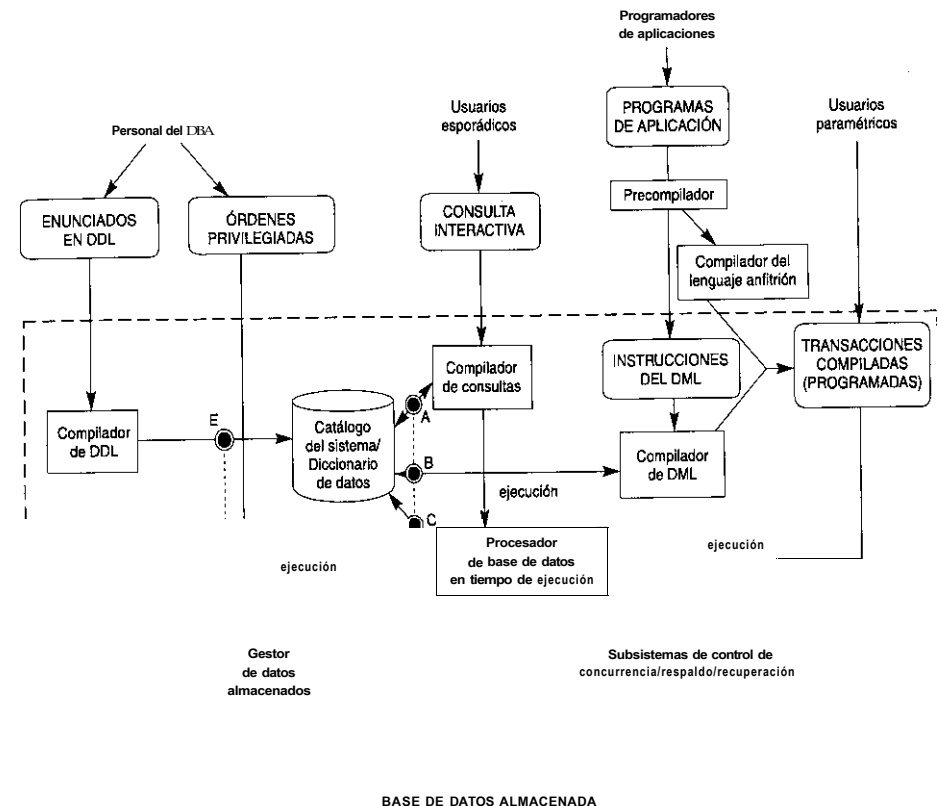 Programadores
de aplicaciones
PROGRAMAS
DE APLICACIÓN
Usuarios
esporádicos
Usuarios
paramétricos
Personal del DBA
Precompilador
ENUNCIADOS
EN DDL
ÓRDENES
PRIVILEGIADAS
CONSULTA
INTERACTIVA
Compilador del
lenguaje anfitrión
Compilador
de consultas
INSTRUCCIONES
DEL DML
TRANSACCIONES
COMPILADAS
(PROGRAMADAS)
Compilador
de DDL
E
Catálogo
del sistema/
Diccionario
de datos
A
B
C
ejecución
Compilador
de DML
Procesador
de base de datos
en tiempo de ejecución
ejecución
ejecución
Gestor
de datos
almacenados
Subsistemas de control de
concurrencia/respaldo/recuperación
BASE DE DATOS ALMACENADA